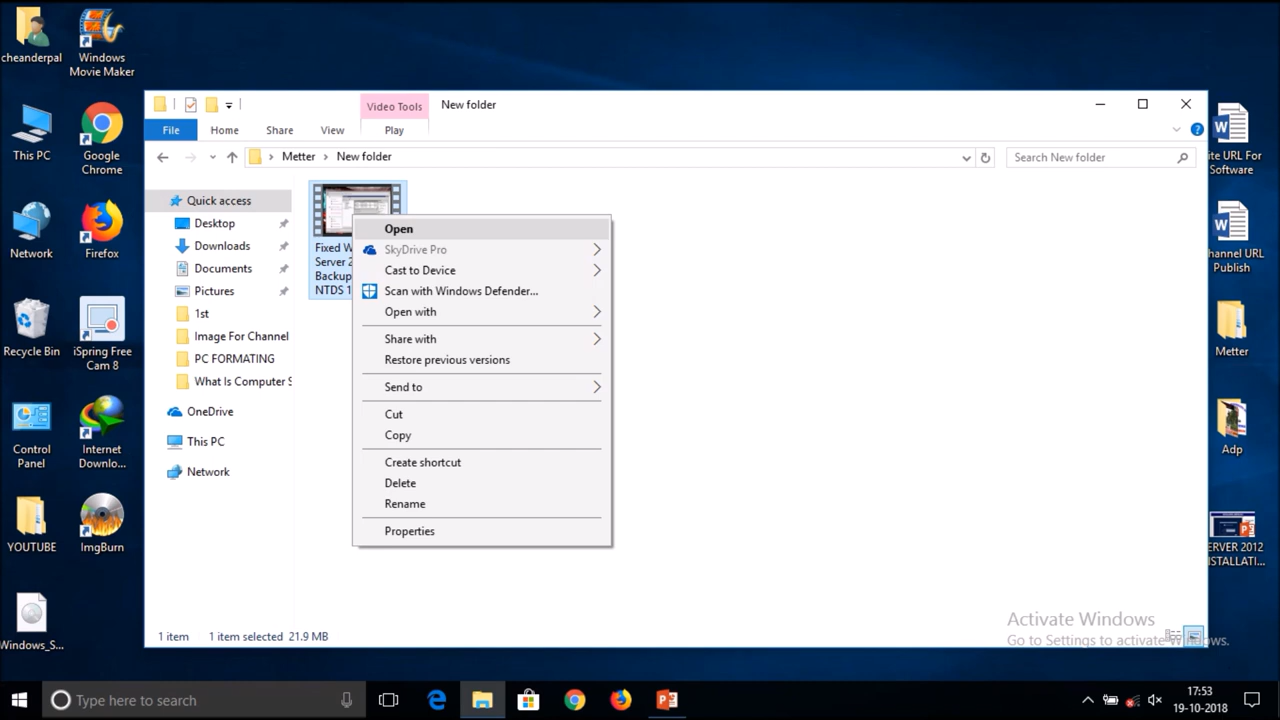 cheanderpal
Windows
Movie Maker
This PC
Google
Chrome
Network
Firefox
Recycle Bin
iSpring Free
Cam 8
Control
Panel
Internet
Downlo...
YOUTUBE
ImgBurn
Windows_S...
Video Tools
New folder
File
Home
Share
View
Play
Metter
New folder
Search New folder
Quick access
Desktop
Downloads
Documents
Pictures
1st
Image For Channel
PC FORMATING
What Is Computer S
OneDrive
This PC
Network
Fixed W
Server 2
Backup
NTDS 1
Open
SkyDrive Pro
Cast to Device
Scan with Windows Defender...
Open with
Share with
Restore previous versions
Send to
Cut
Copy
Create shortcut
Delete
Rename
Properties
1 item
1 item selected 21.9 MB
Activate Windows
Go to Settings to activate Windows.
ite URL For
Software
hannel URL
Publish
Metter
Adp
ERVER 2012
NSTALLATI...
Type here to search
17:53
19-10-2018